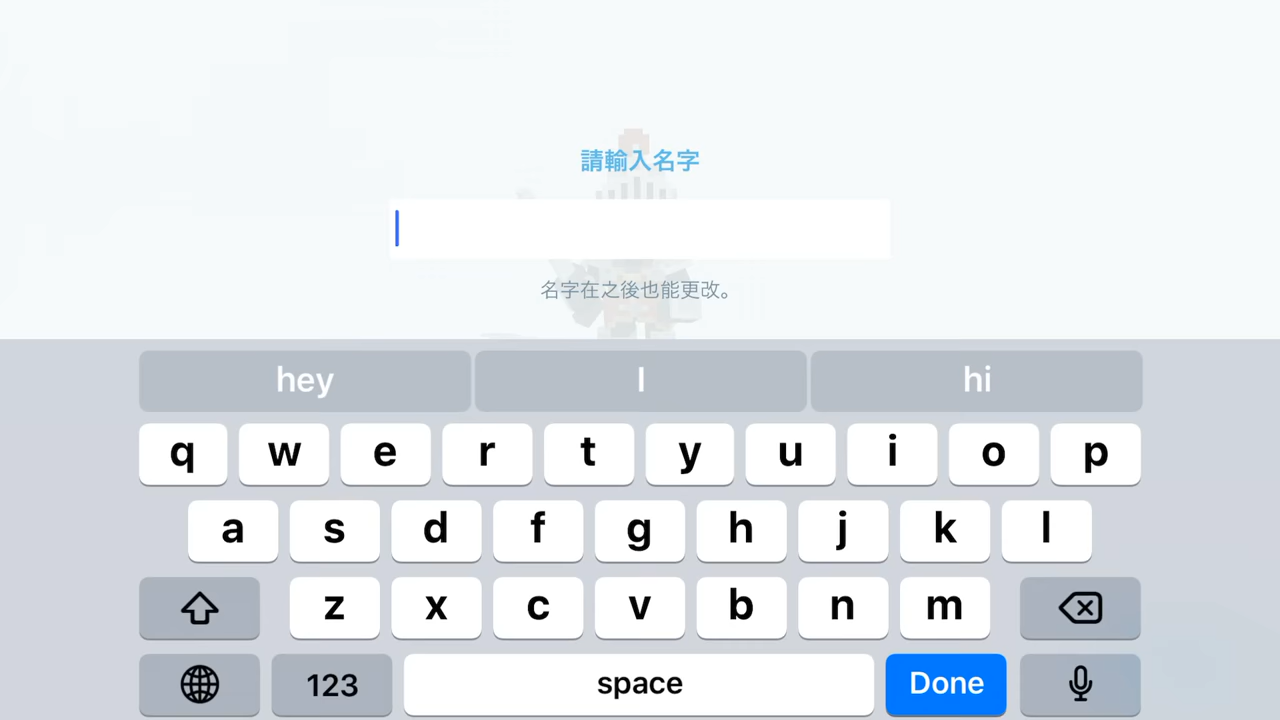 請輸入名字
名字在之後也能更改。
hey I hi
q w e r t y u i o p
a s d f g h j k l
z x c v b n m
123 space Done